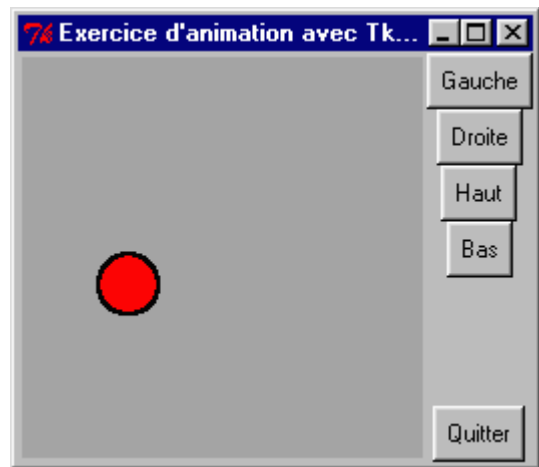 Exercice d'animation avec Tk...
Gauche
Droite
Haut
Bas
Quitter